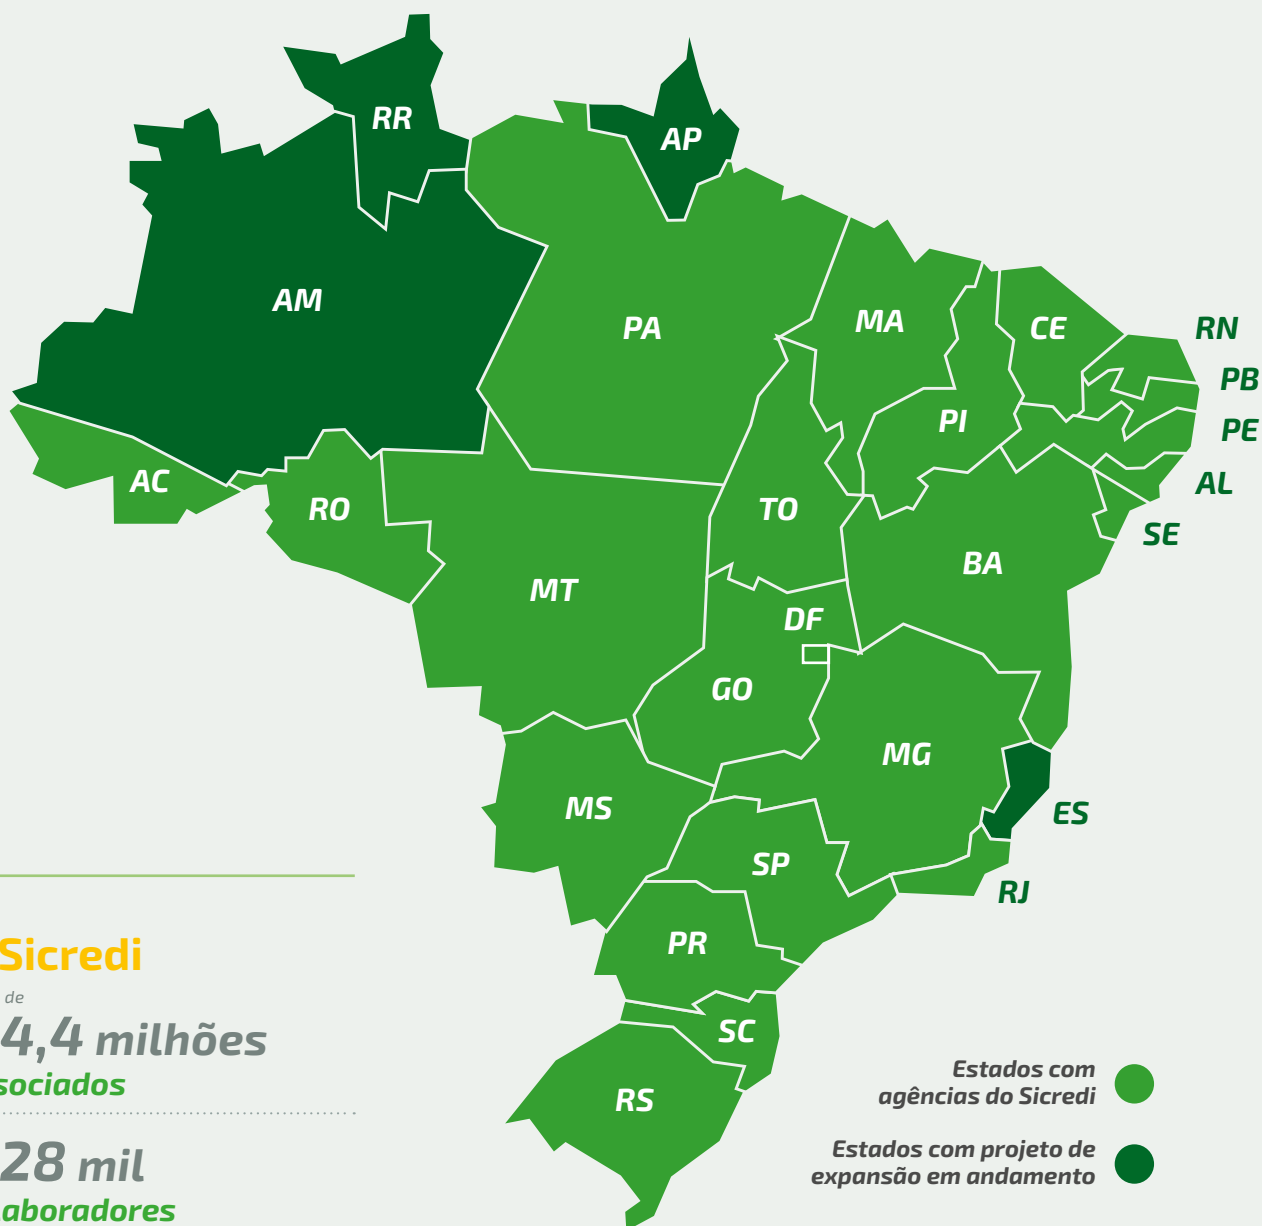 RR
AP
AM
PA
MA
CE
RN
PB
PI
PE
AC
AL
RO
TO
SE
BA
MT
DF
GO
MG
MS
ES
SP
RJ
PR
SC
RS
Sicredi
de
4,4 milhões
sociados
28 mil
aboradores
Estados com
agências do Sicredi
Estados com projeto de
expansão em andamento